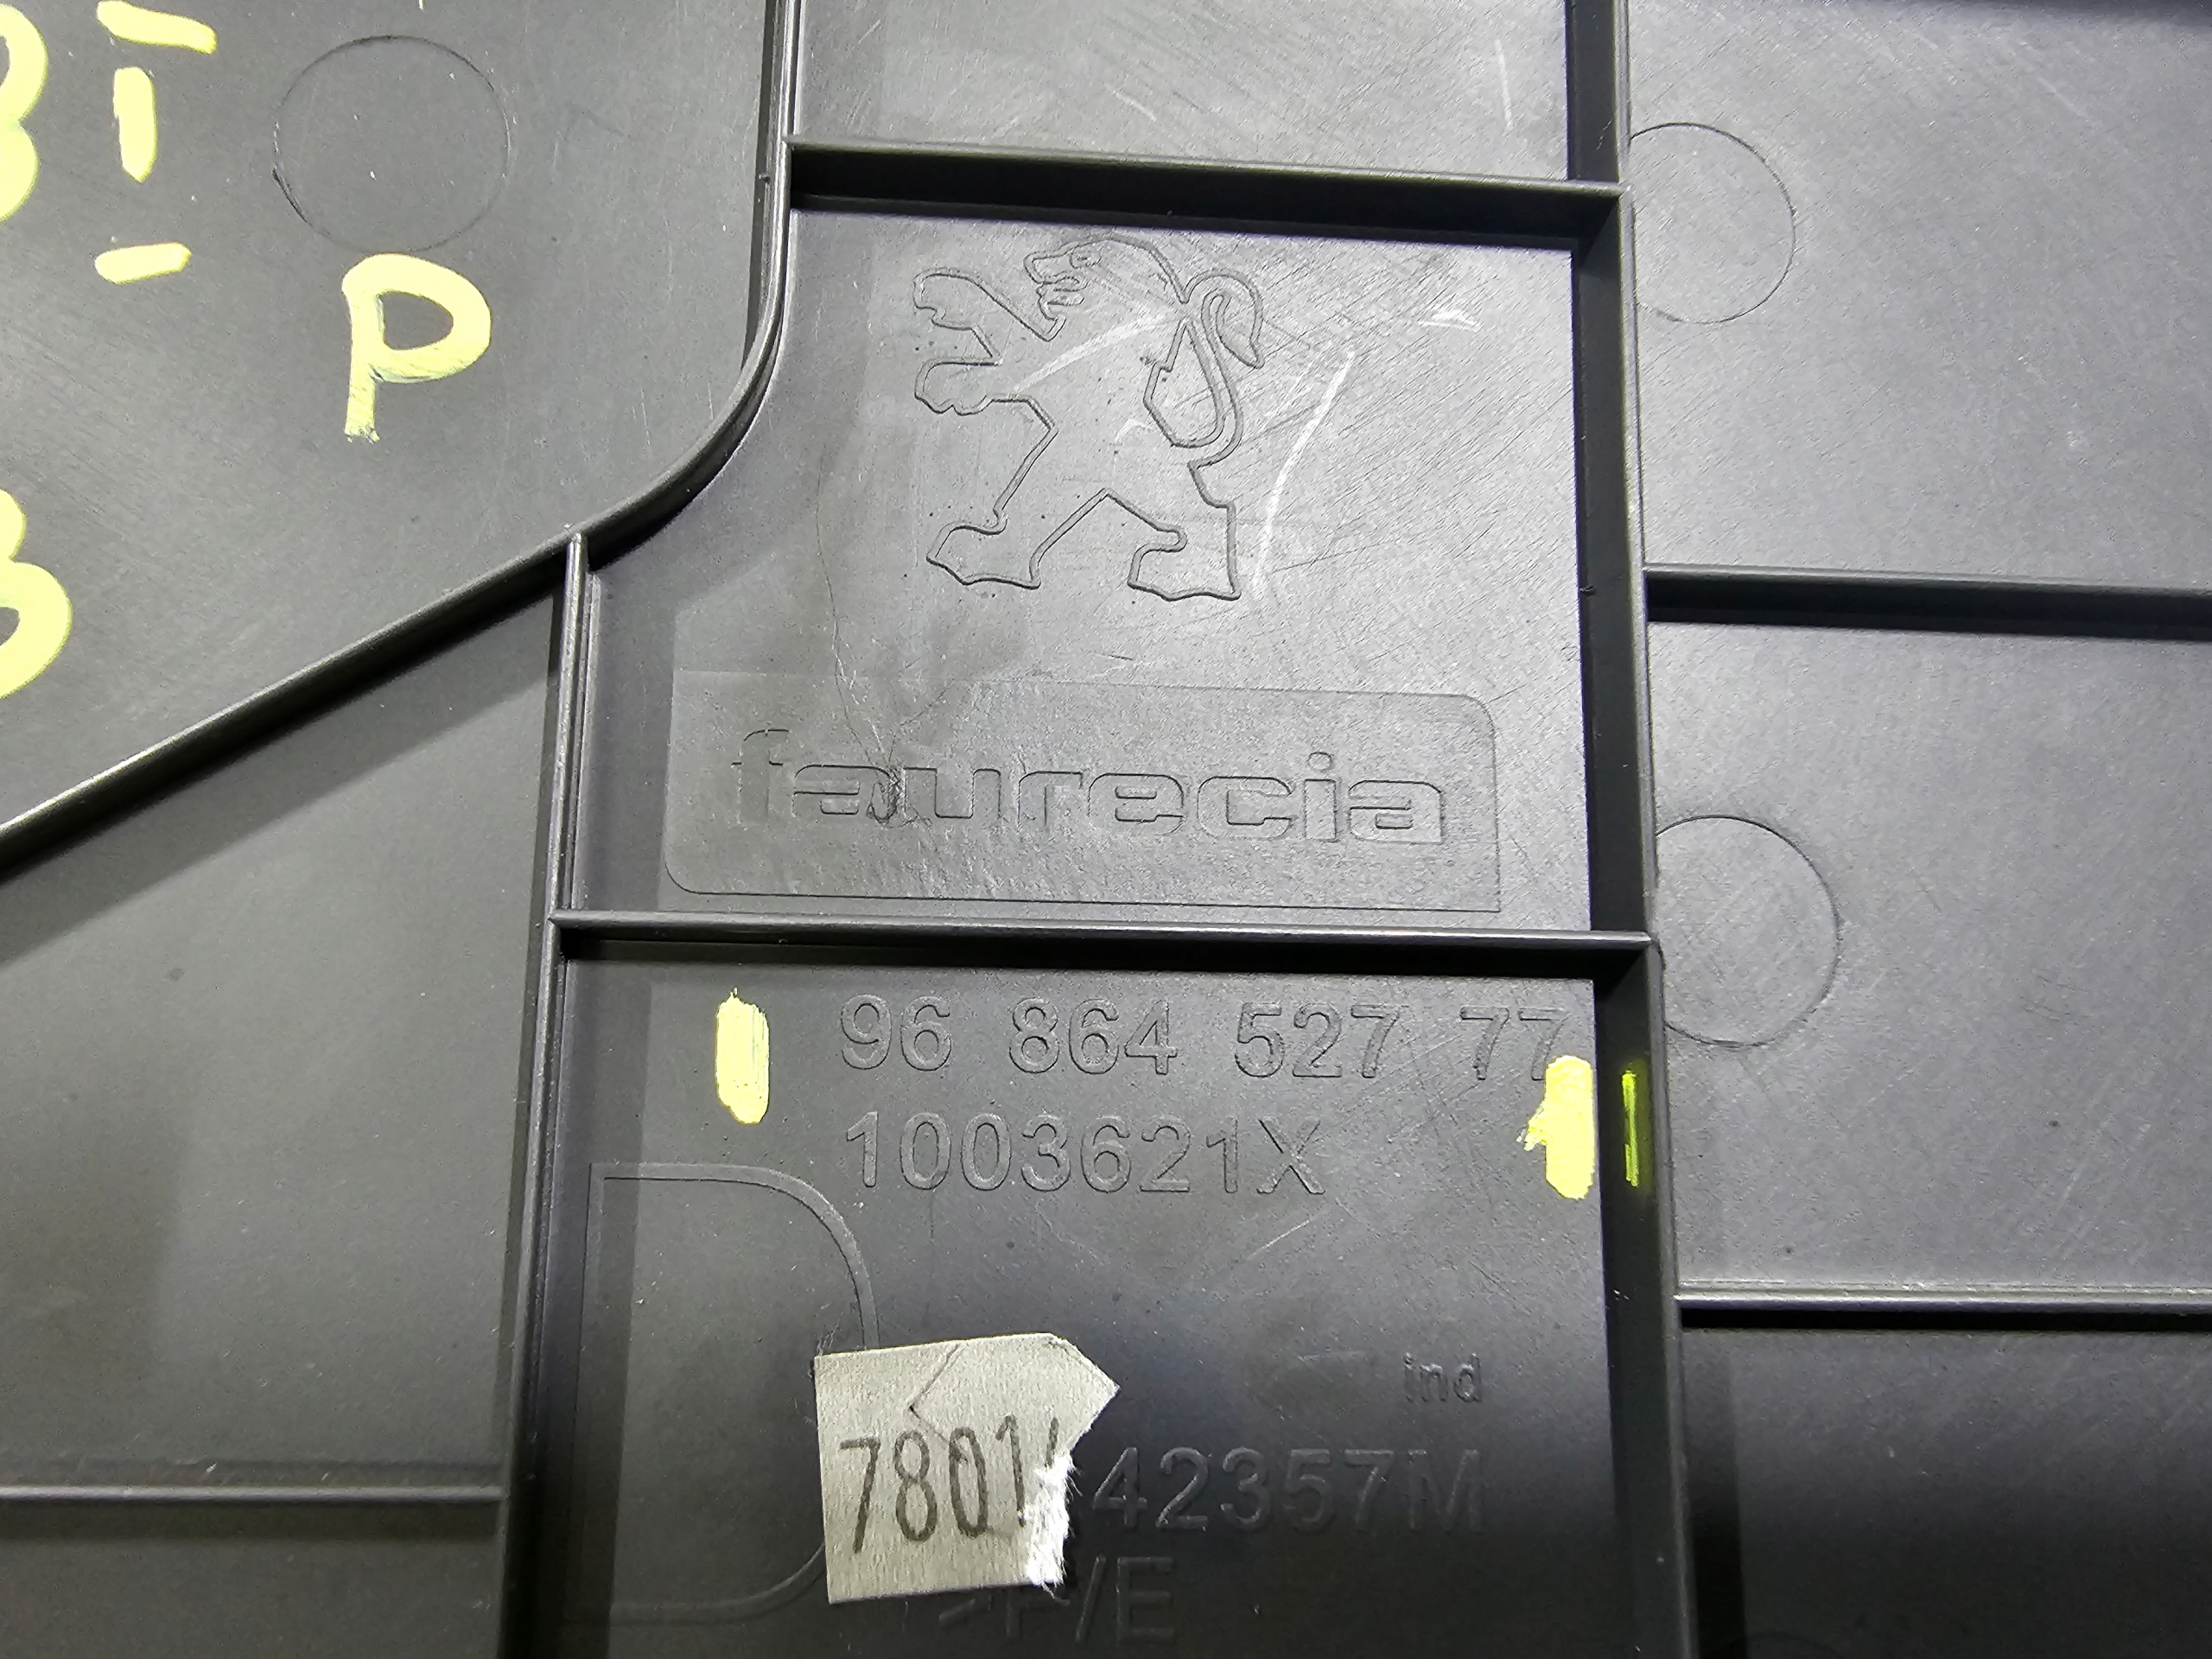 P
faurecia
96 864 527 77
1003621X
ind
7801
42357M
P/E